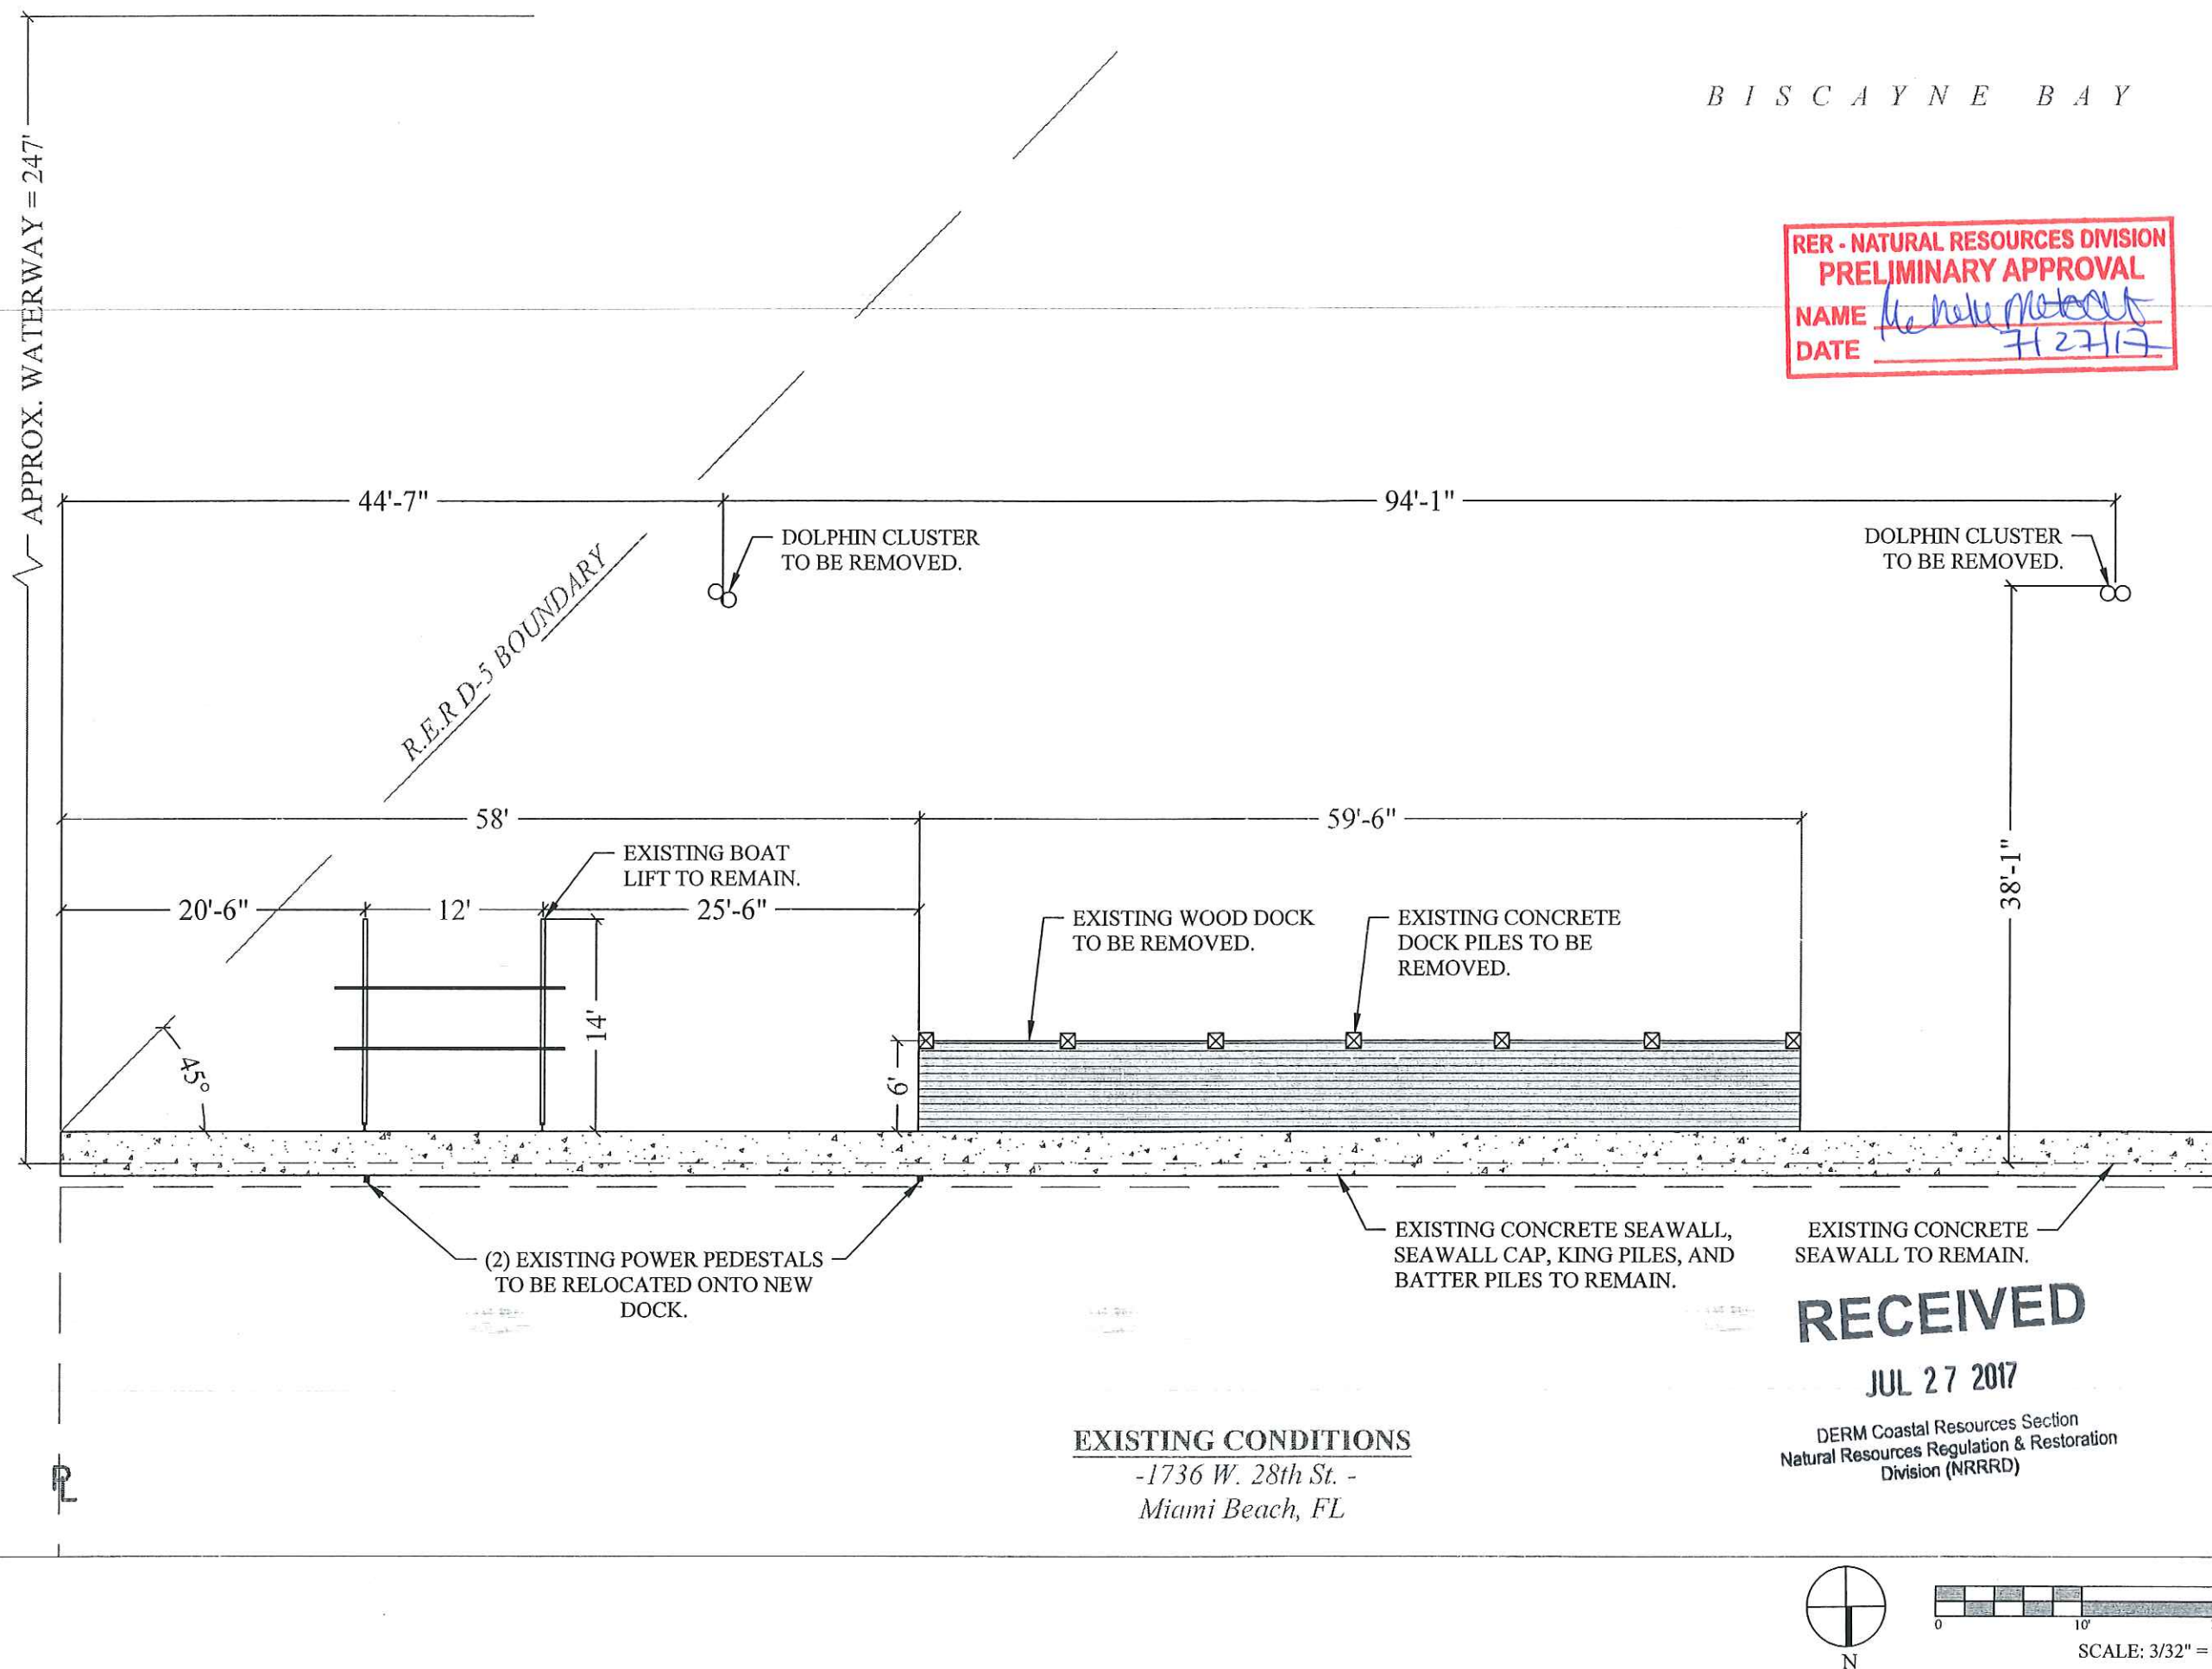 B I S C A Y N E B A Y
APPROX. WATERWAY = 247'
RER - NATURAL RESOURCES DIVISION
PRELIMINARY APPROVAL
NAME
DATE 7/27/17
44'-7"
94'-1"
DOLPHIN CLUSTER
TO BE REMOVED.
DOLPHIN CLUSTER
TO BE REMOVED.
R.E.R D-5 BOUNDARY
58'
59'-6"
38'-1"
EXISTING BOAT
LIFT TO REMAIN.
20'-6"
12'
25'-6"
14'
45°
EXISTING WOOD DOCK
TO BE REMOVED.
EXISTING CONCRETE
DOCK PILES TO BE
REMOVED.
6'
(2) EXISTING POWER PEDESTALS
TO BE RELOCATED ONTO NEW
DOCK.
EXISTING CONCRETE SEAWALL,
SEAWALL CAP, KING PILES, AND
BATTER PILES TO REMAIN.
EXISTING CONCRETE
SEAWALL TO REMAIN.
RECEIVED
JUL 27 2017
DERM Coastal Resources Section
Natural Resources Regulation & Restoration
Division (NRRRD)
PL
EXISTING CONDITIONS
-1736 W. 28th St. -
Miami Beach, FL
N
0 10'
SCALE: 3/32" =